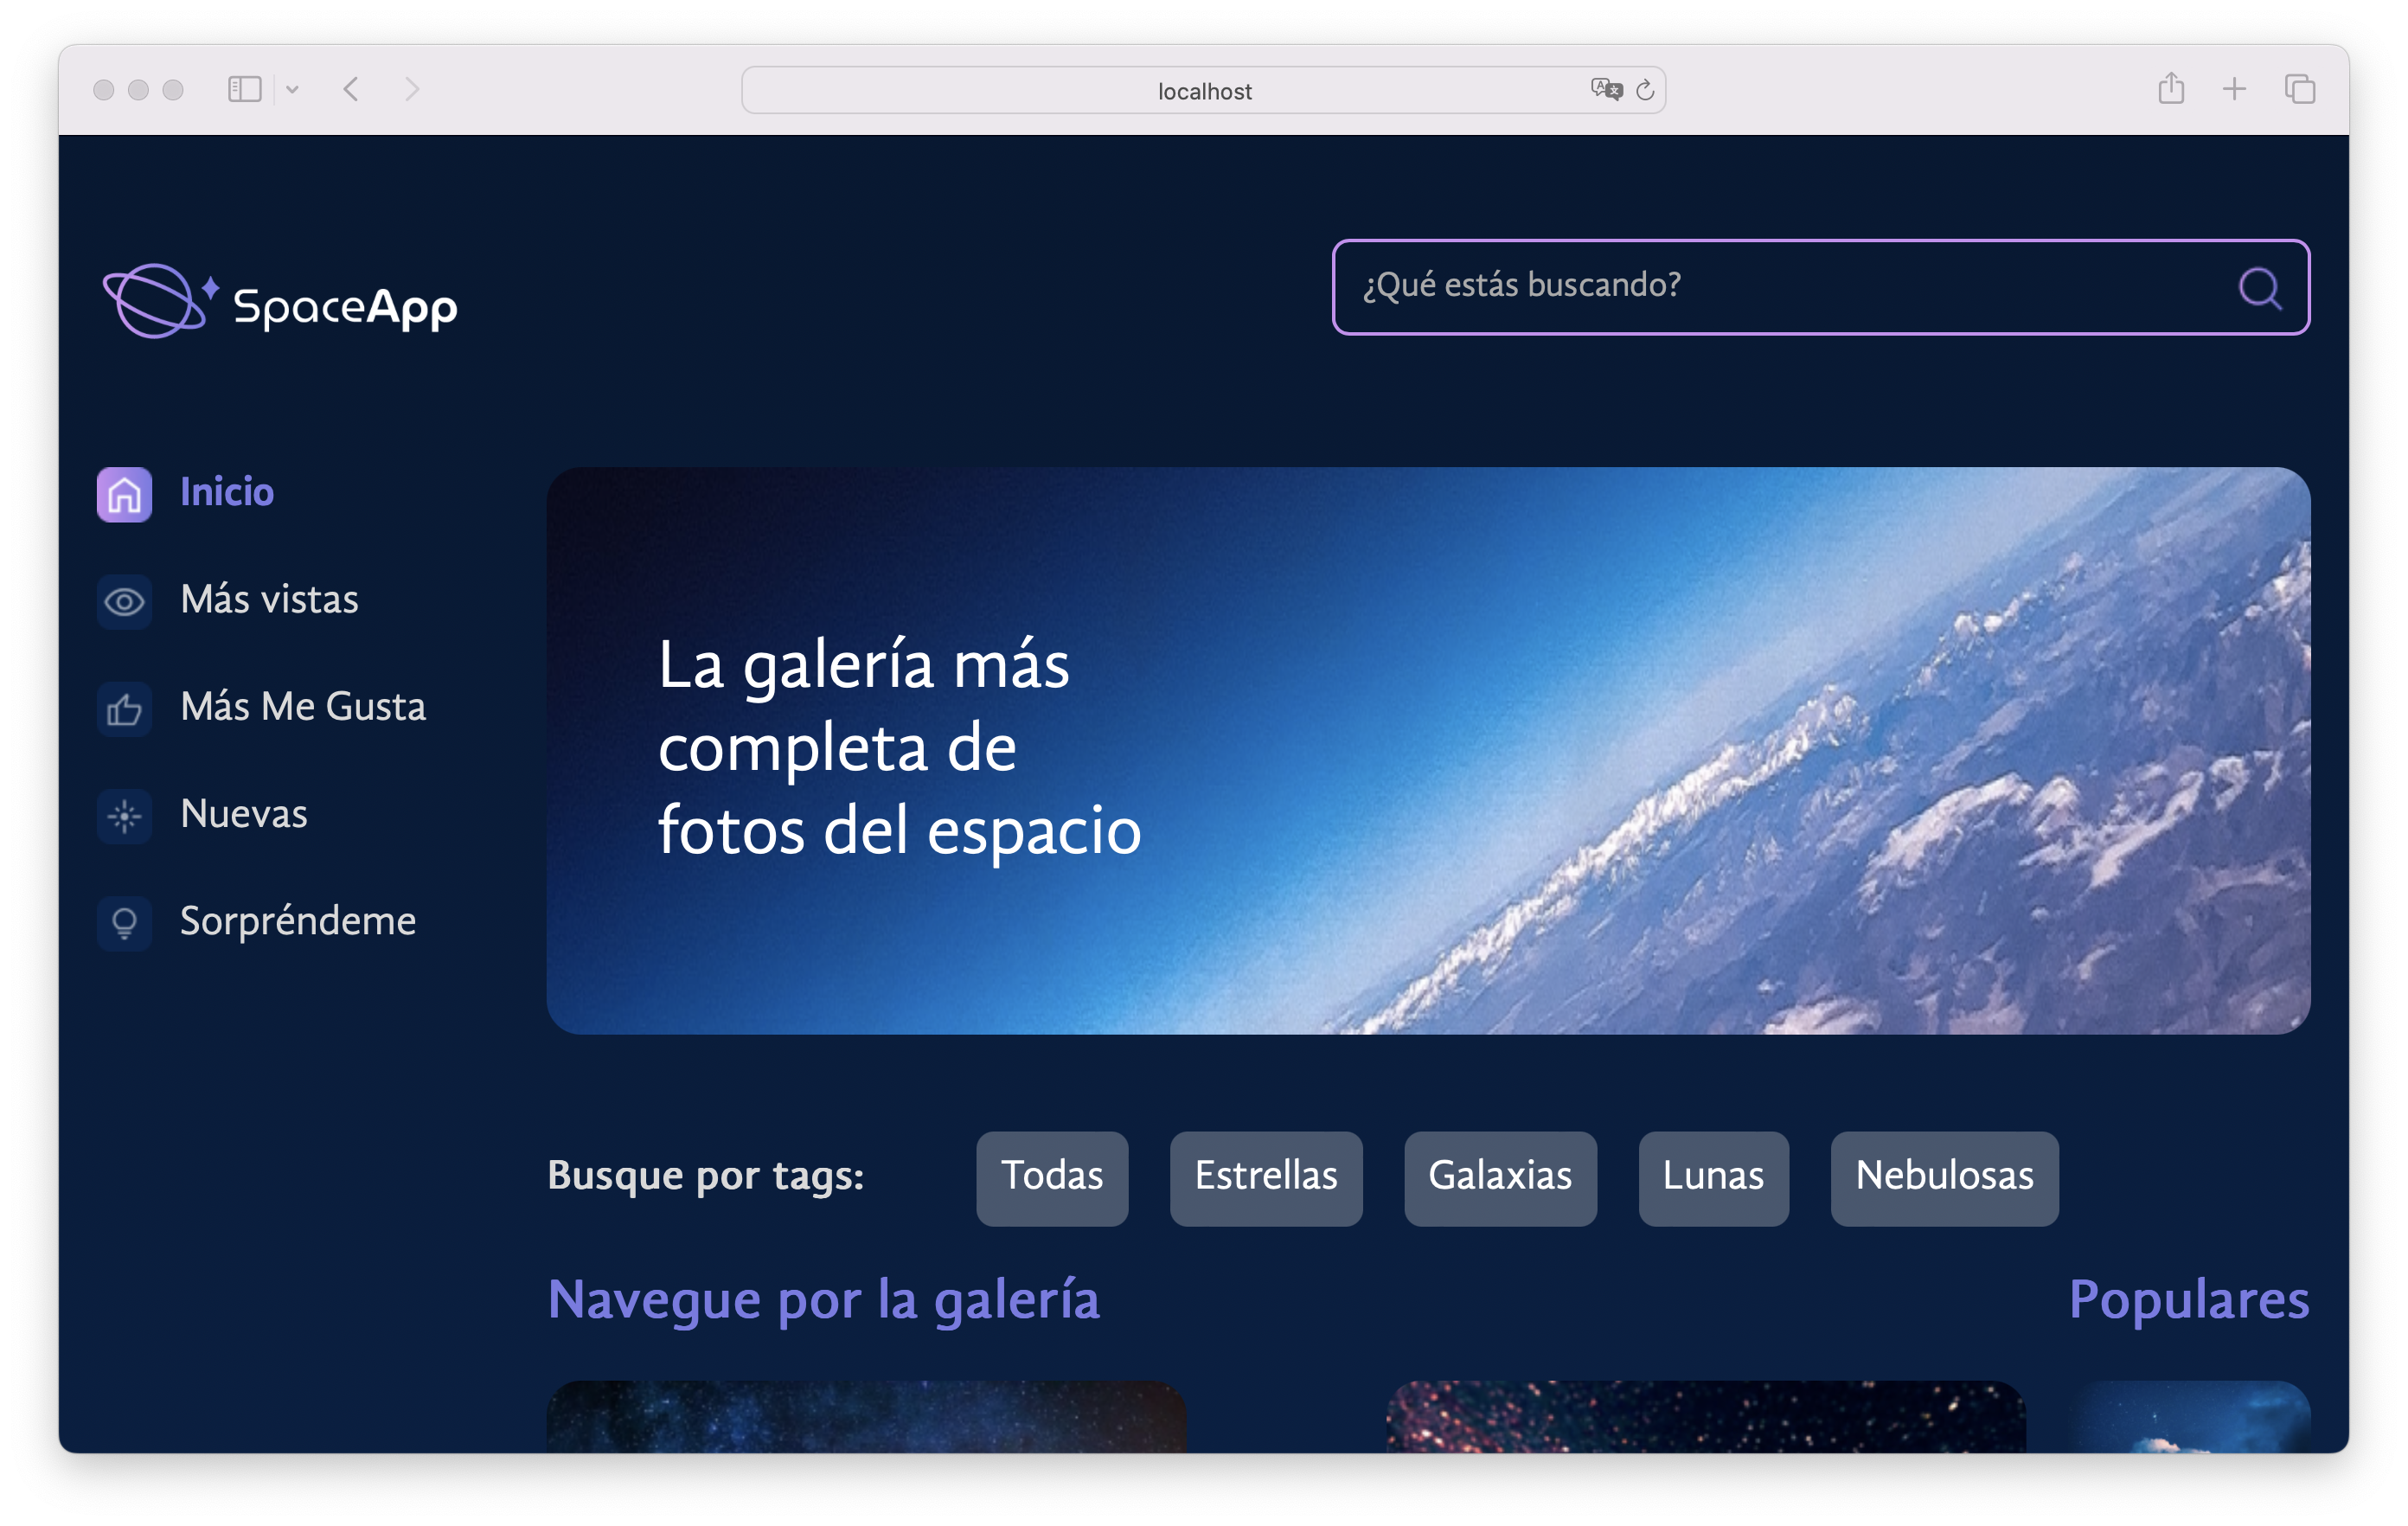 localhost
SpaceApp
¿Qué estás buscando?
Inicio
Más vistas
Más Me Gusta
Nuevas
Sorpréndeme
La galería más
completa de
fotos del espacio
Busque por tags:
Todas
Estrellas
Galaxias
Lunas
Nebulosas
Navegue por la galería
Populares